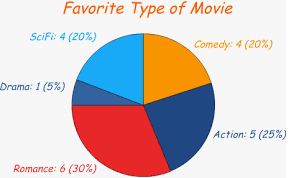 Favorite Type of Movie
SciFi: 4 (20%)
Comedy: 4 (20%)
Drama: 1 (5%)
Action: 5 (25%)
Romance: 6 (30%)